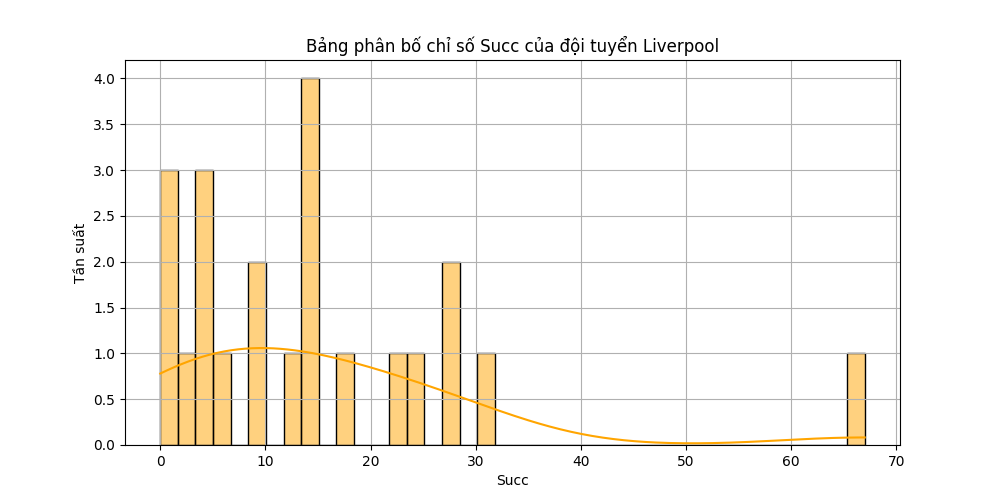 Bảng phân bố chỉ số Succ của đội tuyển Liverpool
4.0
3.5
3.0
2.5
2.0
1.5
1.0
0.5
0.0
Tần suất
0 10 20 30 40 50 60 70
Succ